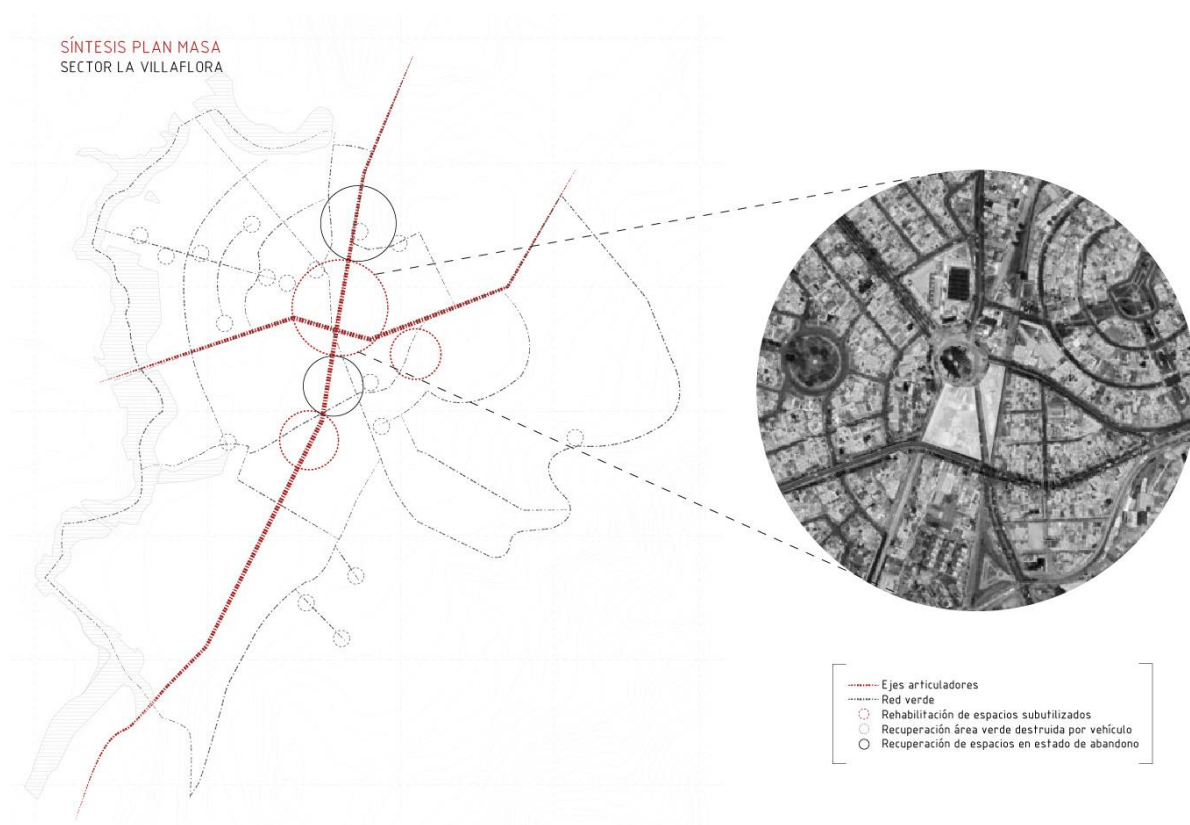 SÍNTESIS PLAN MASA
SECTOR LA VILLAFLORA
Ejes articuladores
Red verde
Rehabilitación de espacios subutilizados
Recuperación área verde destruida por vehículo
Recuperación de espacios en estado de abandono